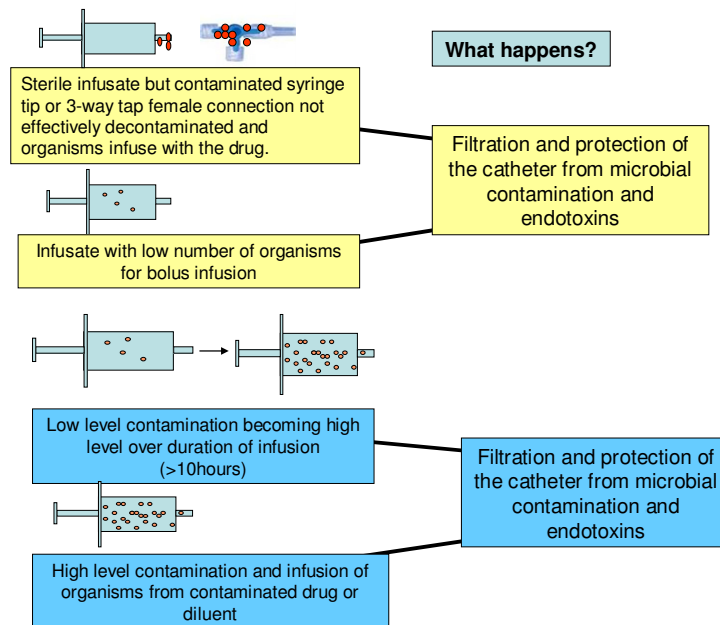 What happens?
Sterile infusate but contaminated syringe
tip or 3-way tap female connection not
effectively decontaminated and
organisms infuse with the drug.
Filtration and protection of
the catheter from microbial
contamination and
endotoxins
Infusate with low number of organisms
for bolus infusion
Low level contamination becoming high
level over duration of infusion
(>10hours)
Filtration and protection of
the catheter from microbial
contamination and
endotoxins
High level contamination and infusion of
organisms from contaminated drug or
diluent